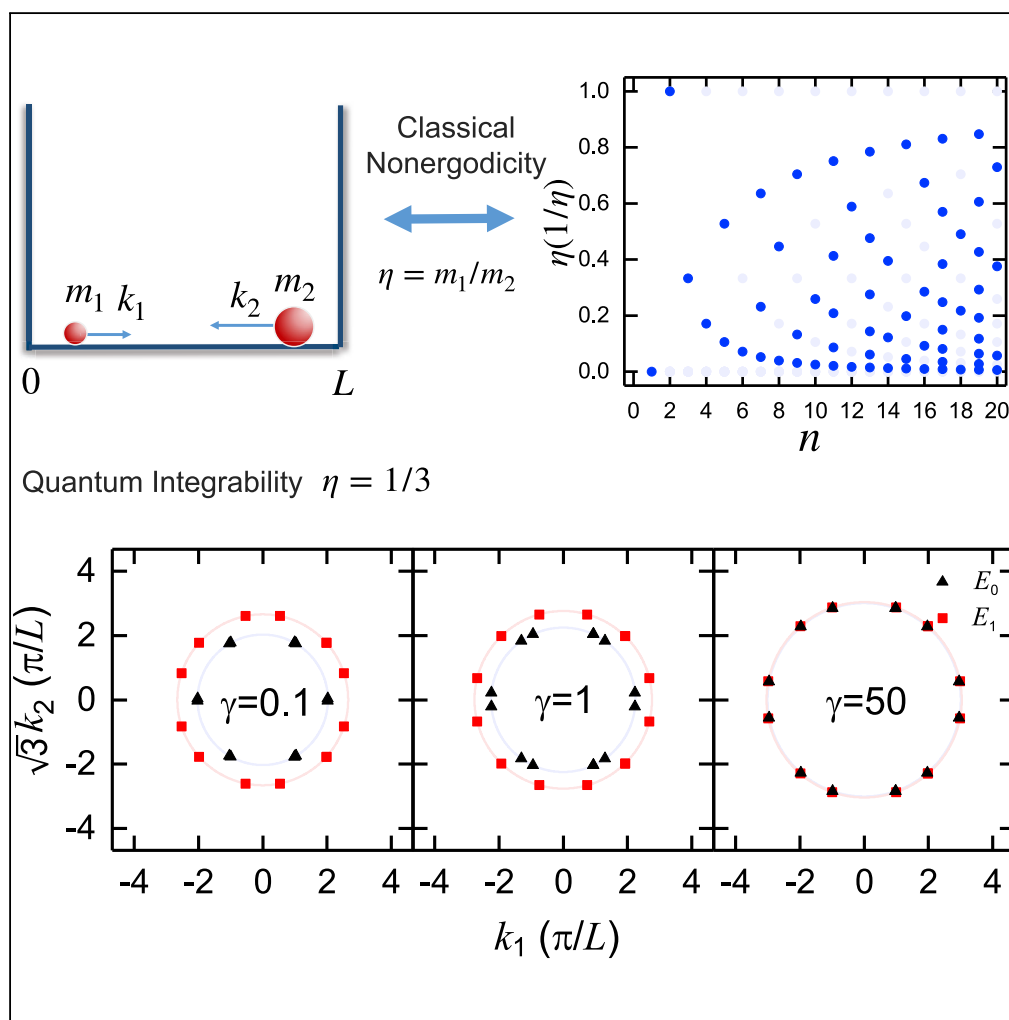 Classical
Nonergodicity
η = m₁/m₂
m₁
k₁
k₂
m₂
0
L
η(1/η)
1.0
0.8
0.6
0.4
0.2
0.0
0 2 4 6 8 10 12 14 16 18 20
n
Quantum Integrability η = 1/3
√3k₂ (π/L)
4
2
0
-2
-4
γ=0.1
γ=1
γ=50
E₀
E₁
-4 -2 0 2 4
-4 -2 0 2 4
-4 -2 0 2 4
k₁ (π/L)